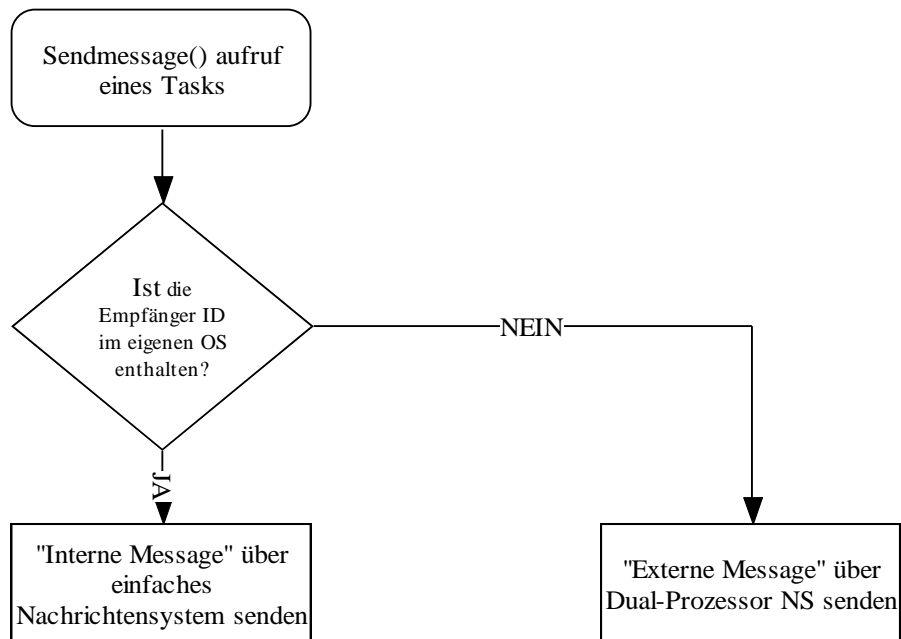 Sendmessage() aufruf
eines Tasks
Ist die
Empfänger ID
im eigenen OS
enthalten?
NEIN
JA
"Interne Message" über
einfaches
Nachrichtensystem senden
"Externe Message" über
Dual-Prozessor NS senden